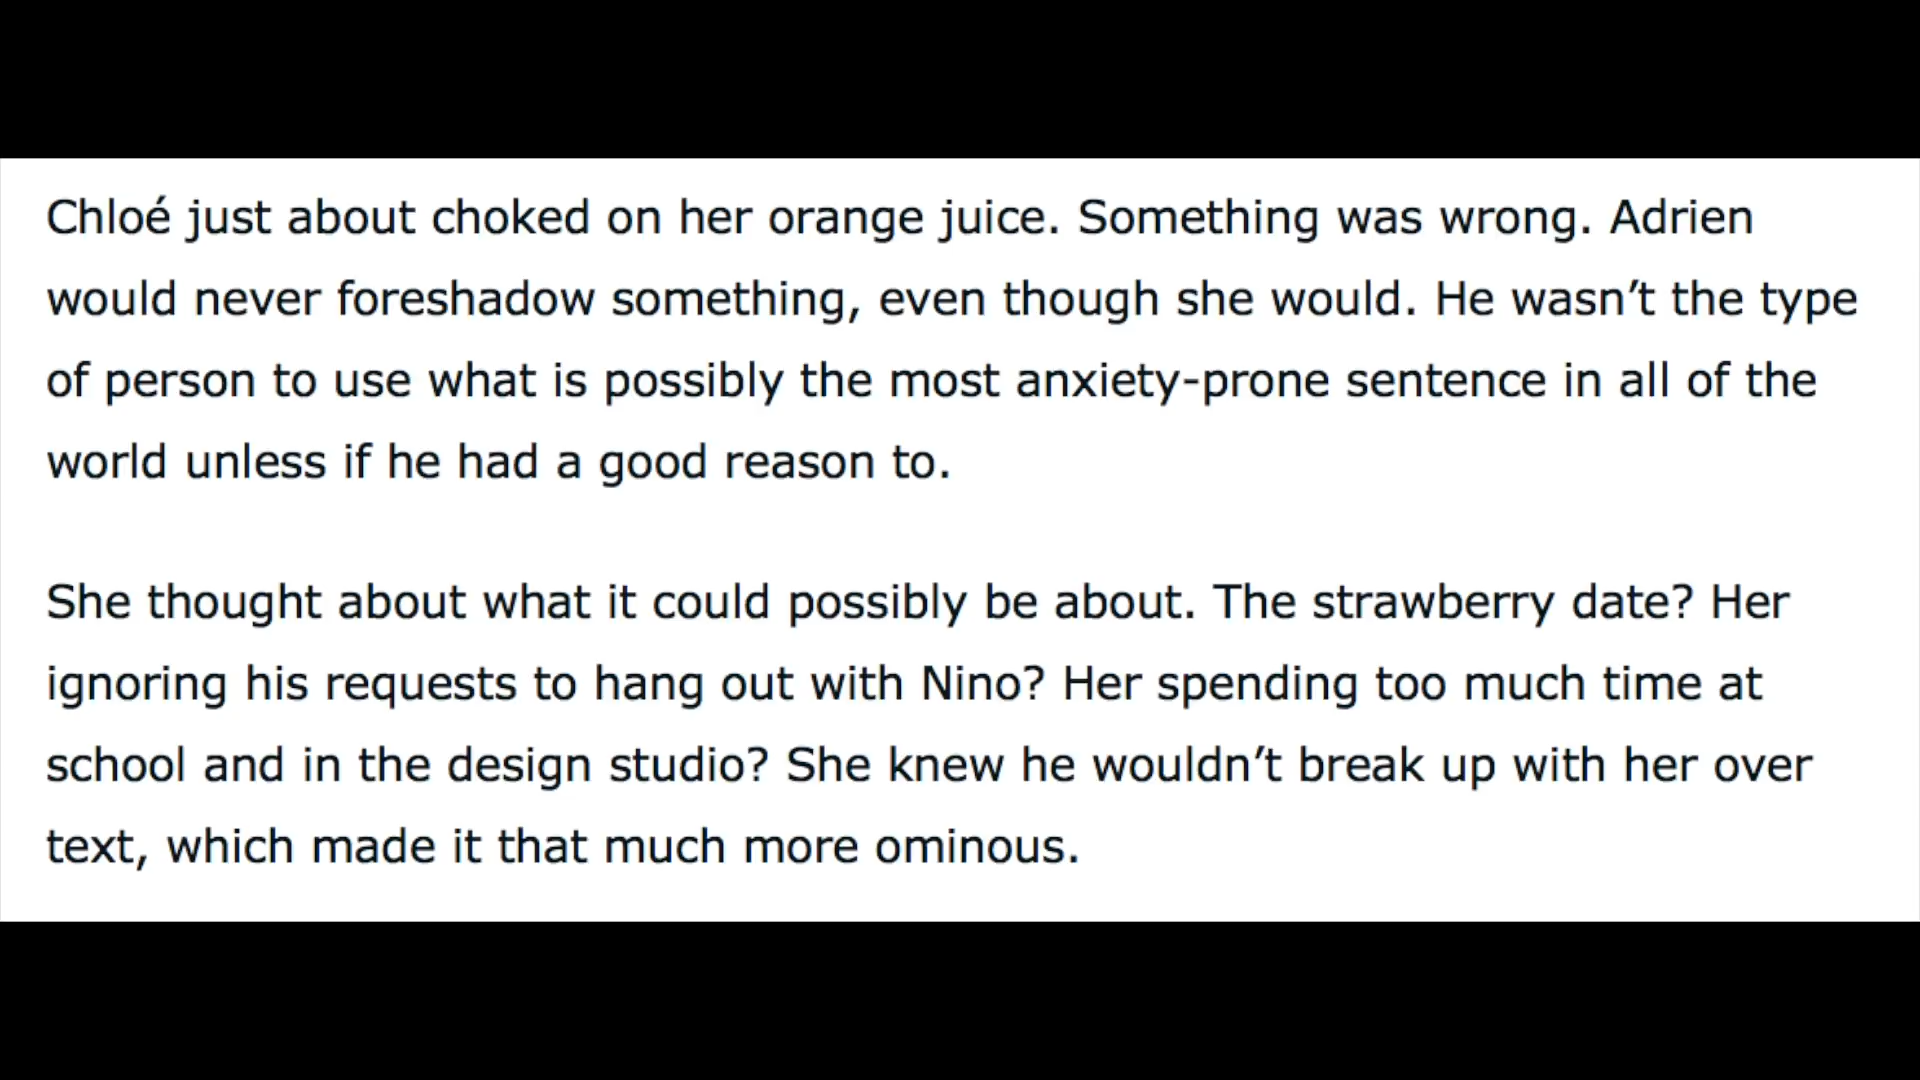 Chloé just about choked on her orange juice. Something was wrong. Adrien
would never foreshadow something, even though she would. He wasn’t the type
of person to use what is possibly the most anxiety-prone sentence in all of the
world unless if he had a good reason to.
She thought about what it could possibly be about. The strawberry date? Her
ignoring his requests to hang out with Nino? Her spending too much time at
school and in the design studio? She knew he wouldn’t break up with her over
text, which made it that much more ominous.